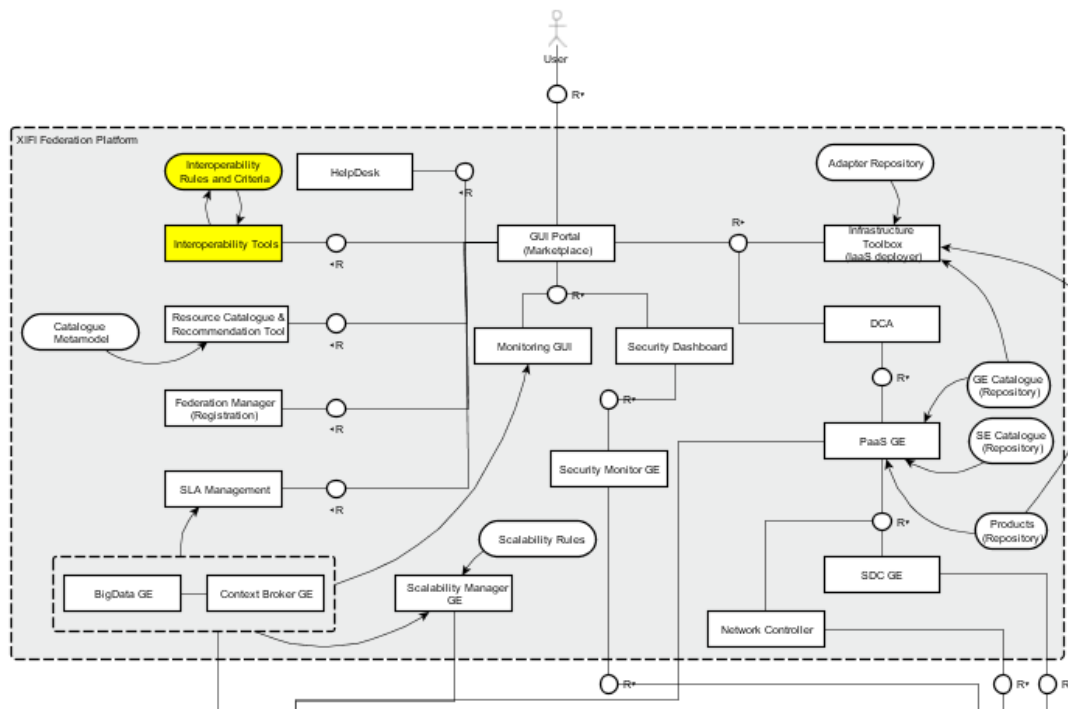 User
R▾
XIFI Federation Platform
Interoperability
Rules and Criteria
HelpDesk
◂R
Adapter Repository
Interoperability Tools
◂R
GUI Portal
(Marketplace)
R▸
Infrastructure
Toolbox
(IaaS deployer)
R▾
Catalogue
Metamodel
Resource Catalogue &
Recommendation Tool
◂R
Monitoring GUI
Security Dashboard
DCA
R▾
GE Catalogue
(Repository)
Federation Manager
(Registration)
◂R
R▾
PaaS GE
SE Catalogue
(Repository)
Security Monitor GE
SLA Management
◂R
Scalability Rules
R▾
Products
(Repository)
BigData GE
Context Broker GE
Scalability Manager
GE
SDC GE
Network Controller
R▾
R▾
R